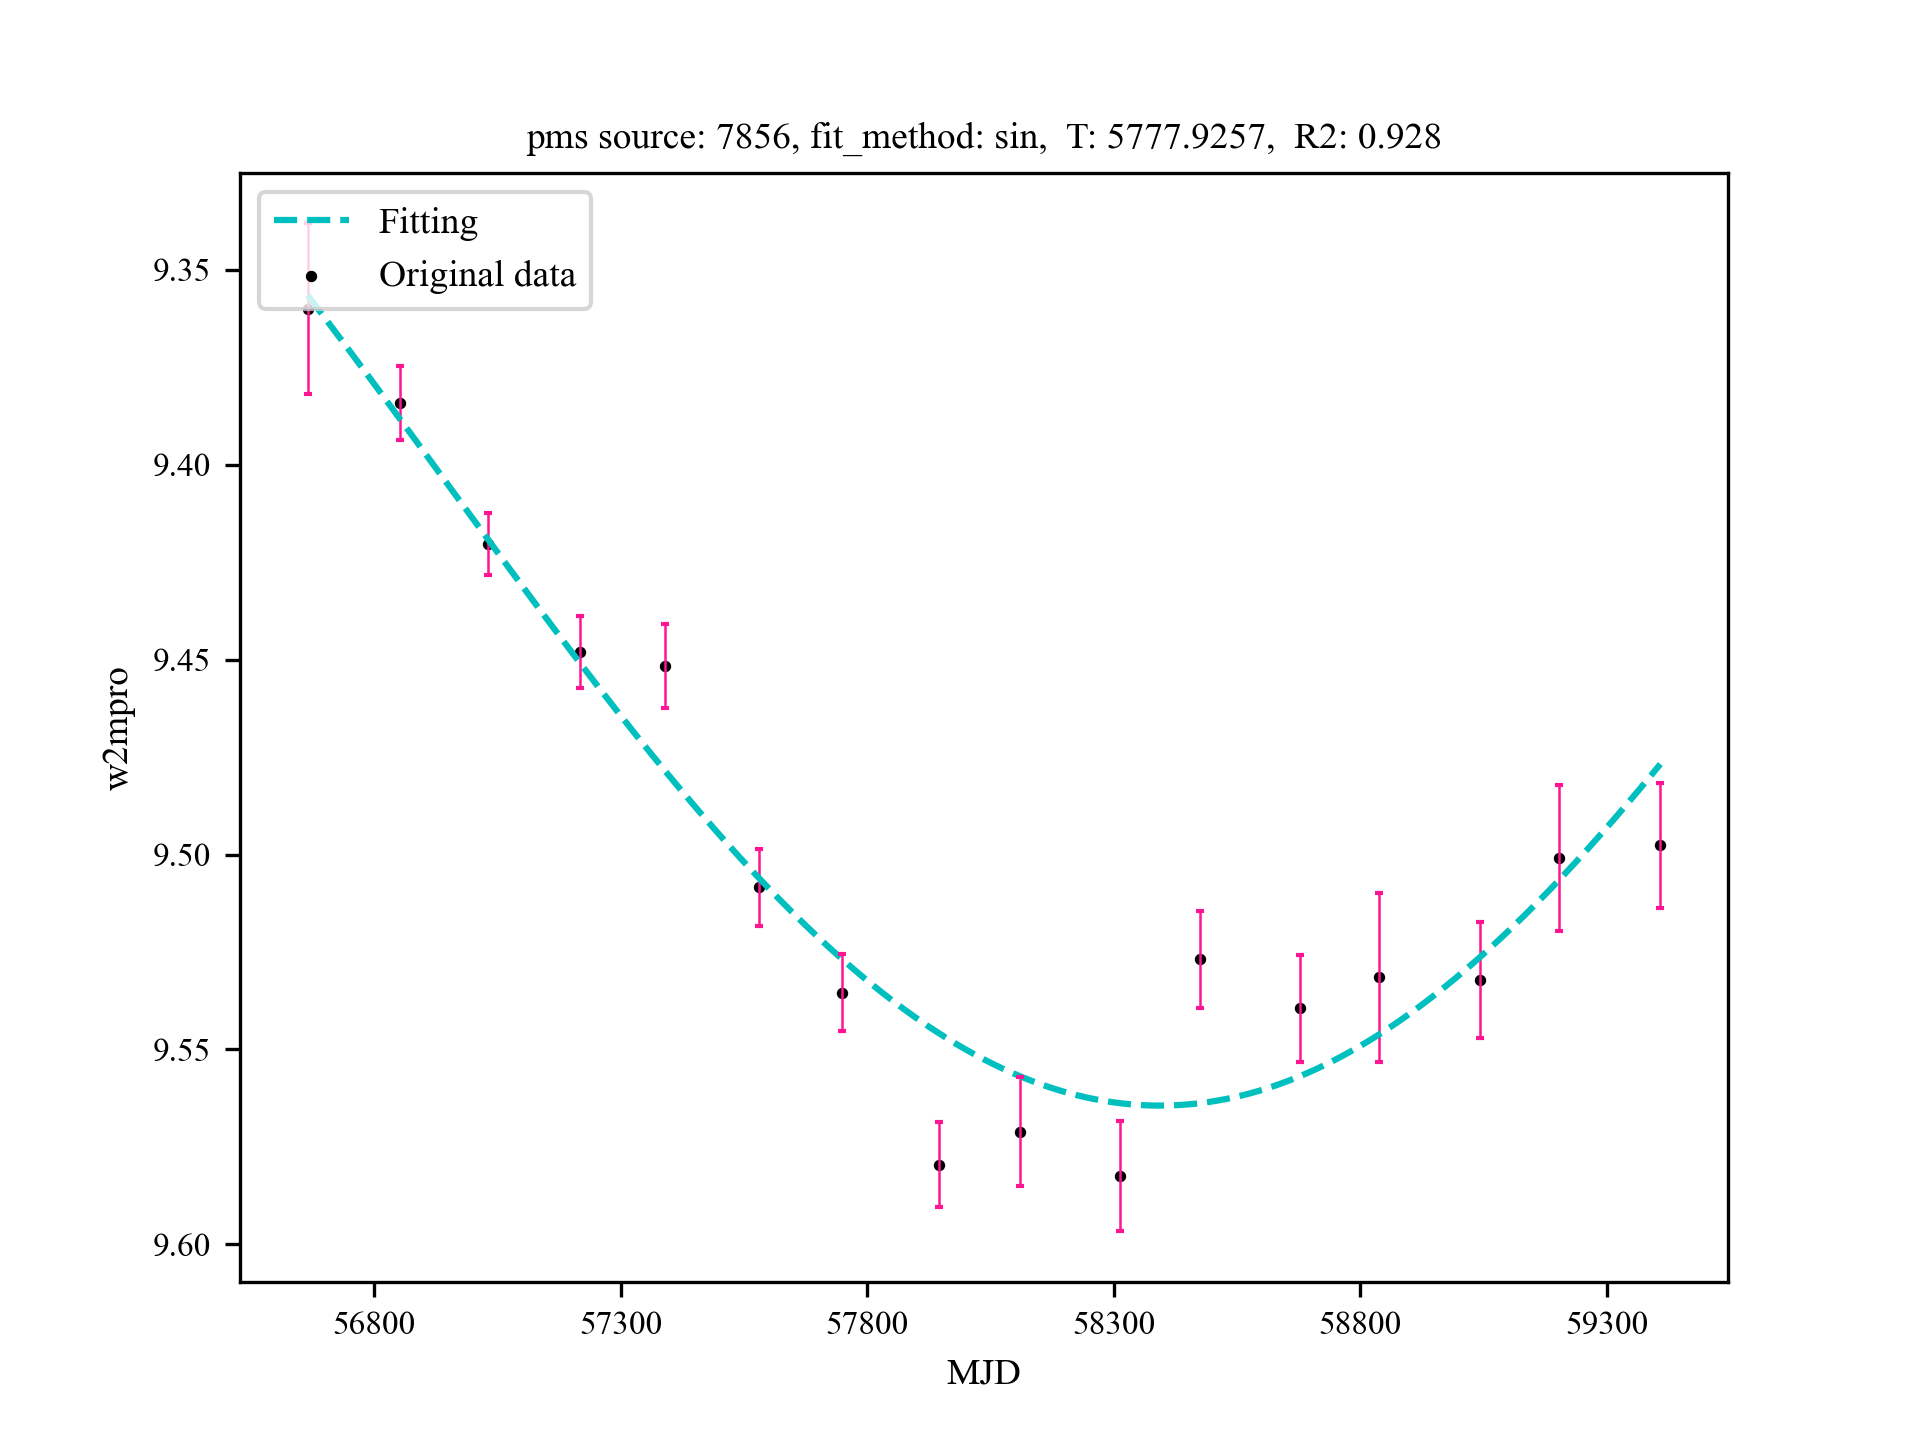 pms source: 7856, fit_method: sin,  T: 5777.9257,  R2: 0.928
Fitting
Original data
9.35
9.40
9.45
9.50
9.55
9.60
w2mpro
56800 57300 57800 58300 58800 59300
MJD